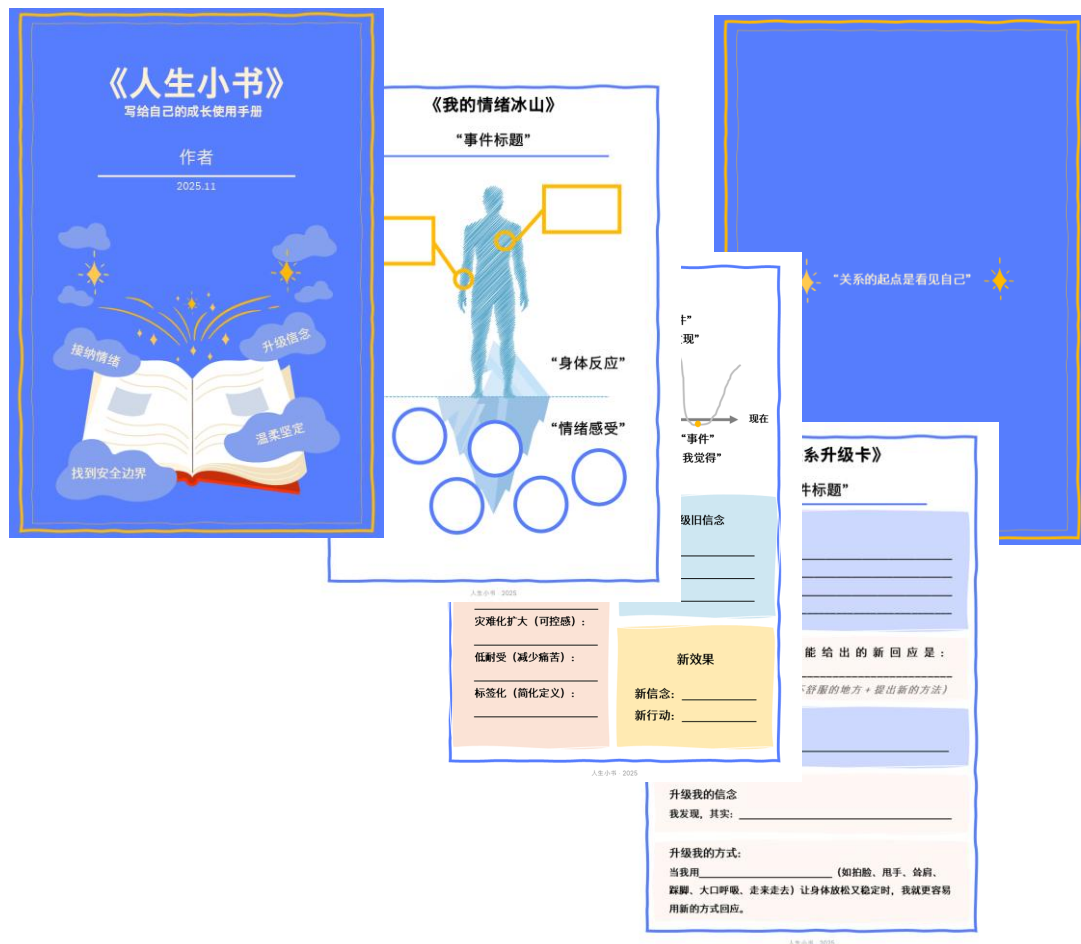 《人生小书》
写给自己的成长使用手册
作者
2025.11
接纳情绪
升级信念
温柔坚定
找到安全边界
《我的情绪冰山》
“事件标题”
“身体反应”
“情绪感受”
人生小书 · 2025
件”
现”
现在
“事件”
我觉得”
级旧信念
灾难化扩大（可控感）:
低耐受（减少痛苦）:
标签化（简化定义）:
新效果
新信念:
新行动:
人生小书 · 2025
“关系的起点是看见自己”
系升级卡》
件标题”
能给出的新回应是:
舒服的地方 + 提出新的方法）
升级我的信念
我发现，其实:
升级我的方式:
当我用（如拍脸、甩手、耸肩、
踩脚、大口呼吸、走来走去）让身体放松又稳定时，我就更容易
用新的方式回应。
人生小书 · 2025